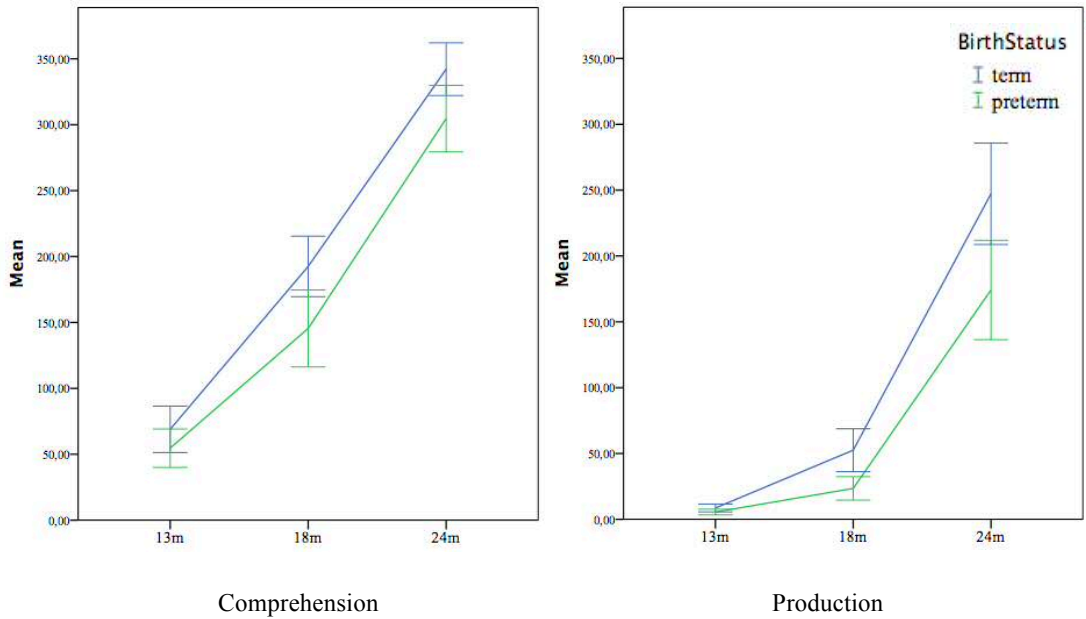 350,00
300,00
250,00
200,00
150,00
100,00
50,00
0,00
Mean
13m
18m
24m
Comprehension
BirthStatus
term
preterm
350,00
300,00
250,00
200,00
150,00
100,00
50,00
0,00
Mean
13m
18m
24m
Production